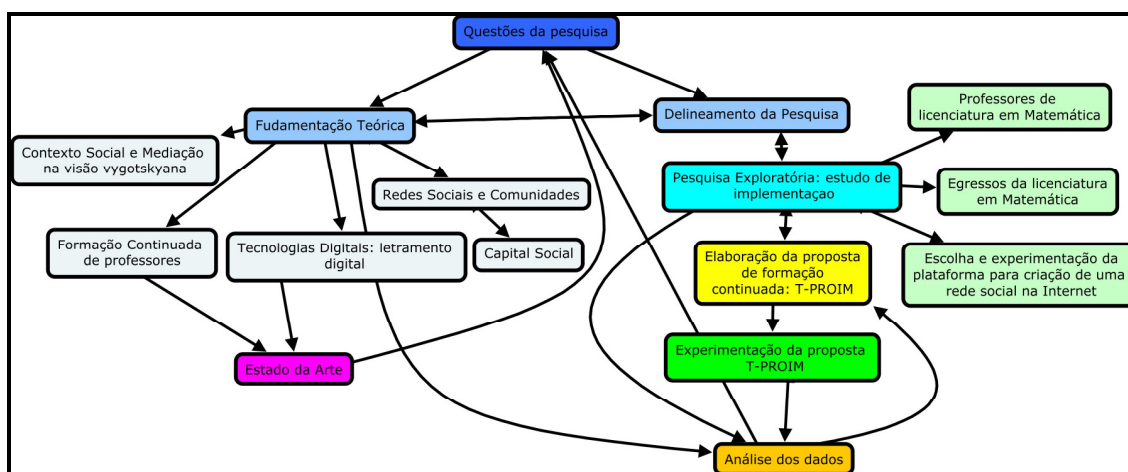 Questões da pesquisa
Fudamentação Teórica
Delineamento da Pesquisa
Professores de
licenciatura em Matemática
Contexto Social e Mediação
na visão vygotskyana
Redes Sociais e Comunidades
Pesquisa Exploratória: estudo de
implementaçao
Egressos da licenciatura
em Matemática
Formação Continuada
de professores
Tecnologias Digitais: letramento
digital
Capital Social
Elaboração da proposta
de formação
continuada: T-PROIM
Escolha e experimentação da
plataforma para criação de uma
rede social na Internet
Estado da Arte
Experimentação da proposta
T-PROIM
Análise dos dados